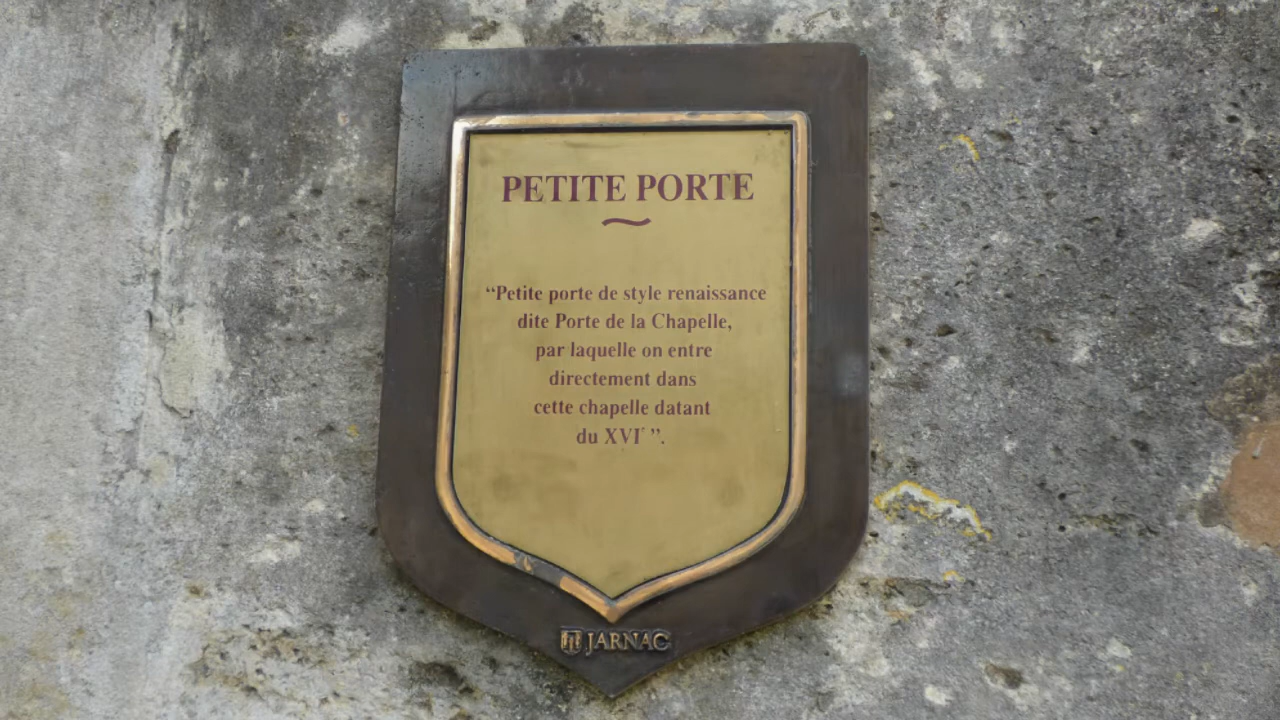 PETITE PORTE
“Petite porte de style renaissance
dite Porte de la Chapelle,
par laquelle on entre
directement dans
cette chapelle datant
du XVIᵉ ”.
JARNAC